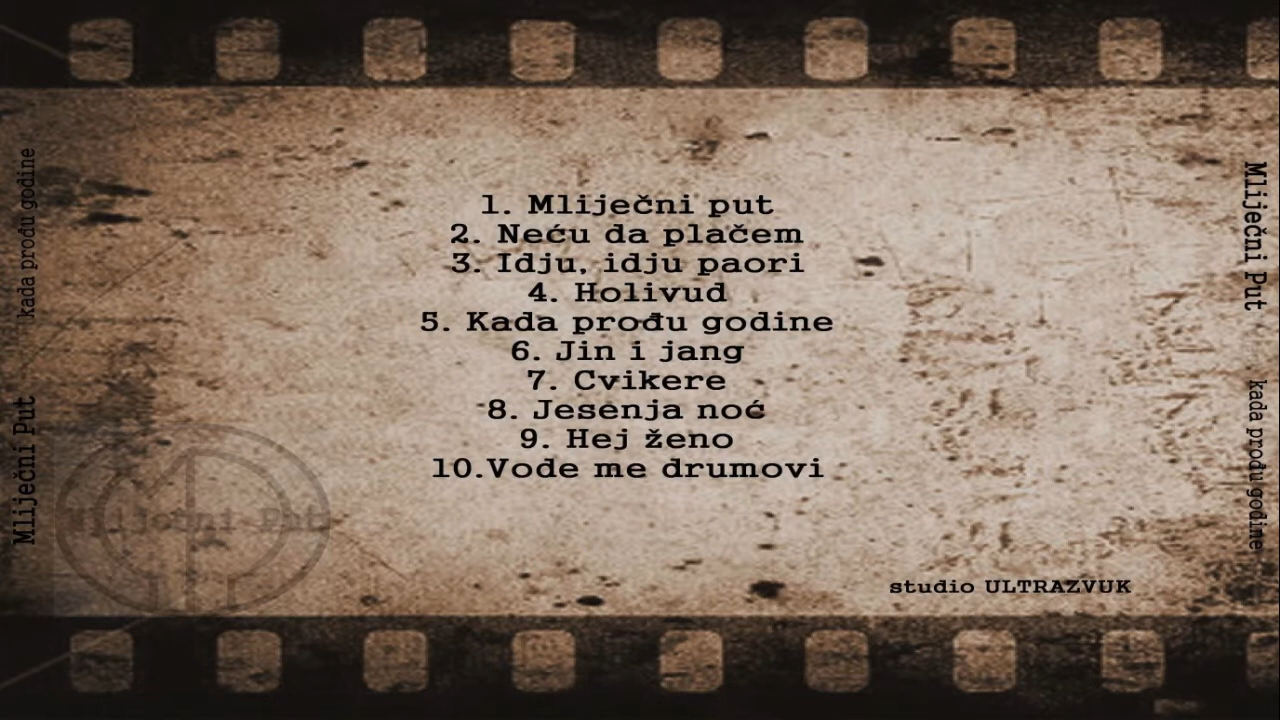 1. Mliječni put
2. Neću da plačem
3. Idju, idju paori
4. Holivud
5. Kada prođu godine
6. Jin i jang
7. Cvikere
8. Jesenja noć
9. Hej ženo
10.Vode me drumovi
studio ULTRAZVUK
Mliječni Put kada prođu godine
Mliječni Put kada prođu godine
Mliječni Put